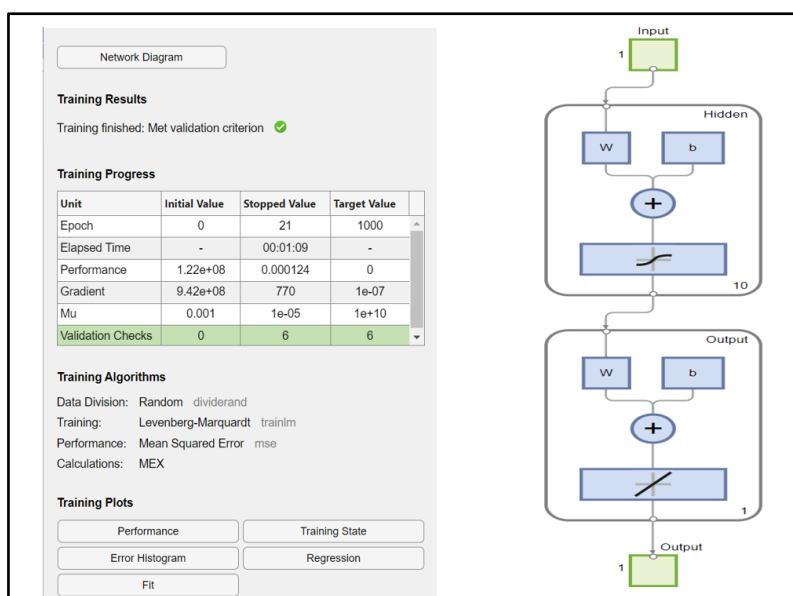 Network Diagram
Training Results
Training finished: Met validation criterion
Training Progress
Unit Initial Value Stopped Value Target Value
Epoch 0 21 1000
Elapsed Time - 00:01:09 -
Performance 1.22e+08 0.000124 0
Gradient 9.42e+08 770 1e-07
Mu 0.001 1e-05 1e+10
Validation Checks 0 6 6
Training Algorithms
Data Division: Random dividerand
Training: Levenberg-Marquardt trainlm
Performance: Mean Squared Error mse
Calculations: MEX
Training Plots
Performance Training State
Error Histogram Regression
Fit
Input
1
Hidden
W b
+
10
Output
W b
+
1
Output
1